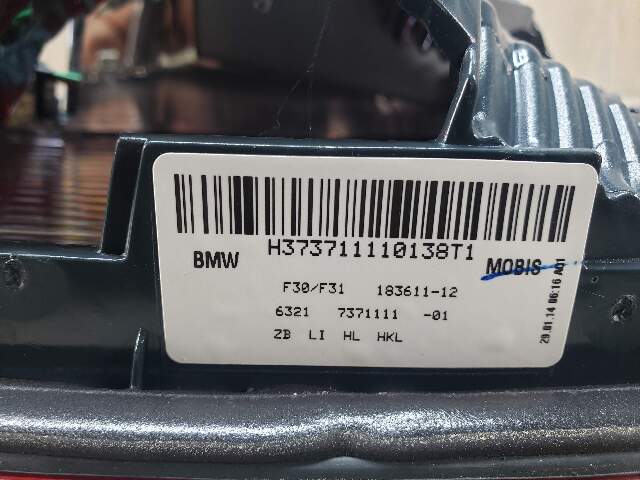 H373711110138T1
BMW MOBIS
F30/F31 183611-12
6321 7371111 -01
ZB LI HL HKL
29.01.14 06:16 A01